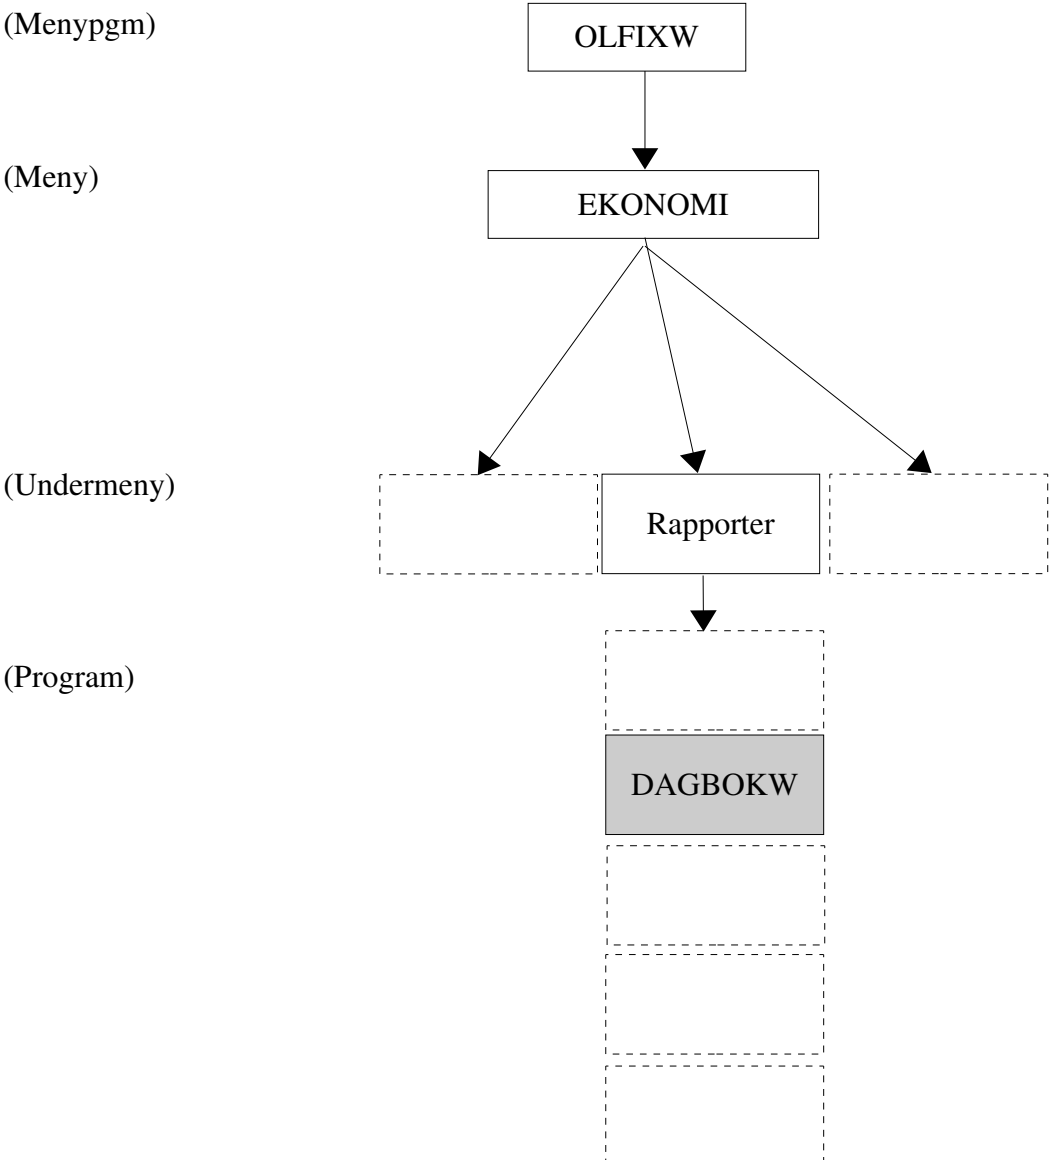 (Menypgm)
OLFIXW
(Meny)
EKONOMI
(Undermeny)
Rapporter
(Program)
DAGBOKW